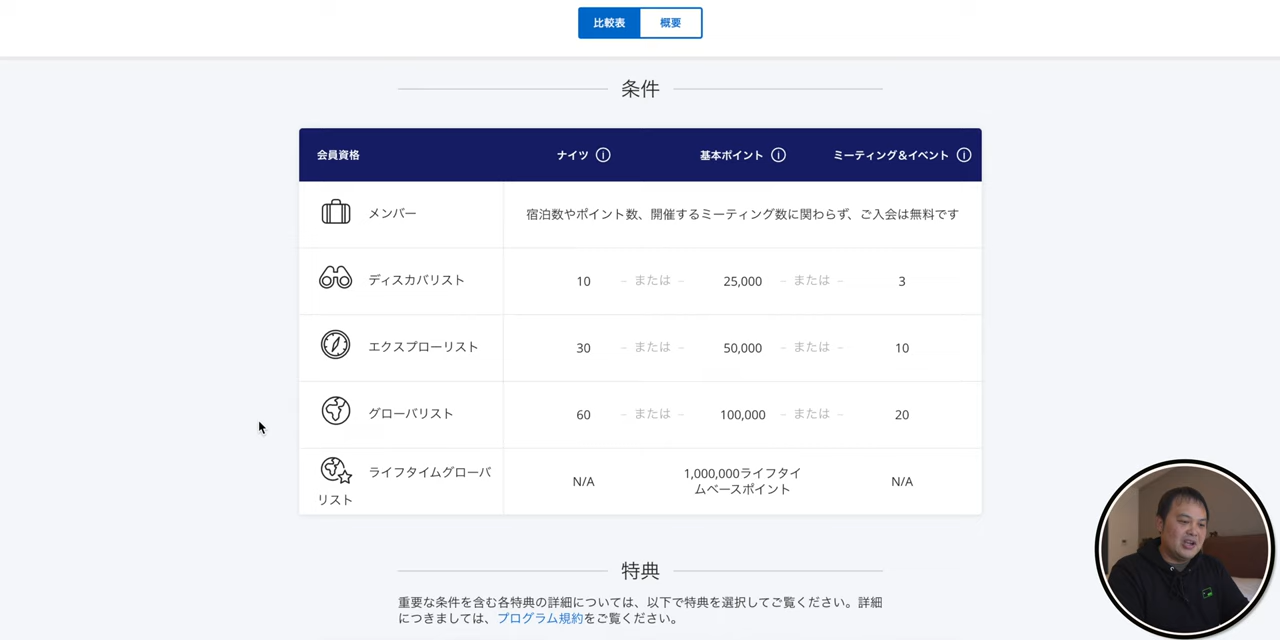 比較表 概要
条件
会員資格 ナイツ 基本ポイント ミーティング&イベント
メンバー 宿泊数やポイント数、開催するミーティング数に関わらず、ご入会は無料です
ディスカバリスト 10 – または – 25,000 – または – 3
エクスプローリスト 30 – または – 50,000 – または – 10
グローバリスト 60 – または – 100,000 – または – 20
ライフタイムグローバ
リスト
N/A
1,000,000ライフタイ
ムベースポイント
N/A
特典
重要な条件を含む各特典の詳細については、以下で特典を選択してご覧ください。詳細
につきましては、プログラム規約をご覧ください。